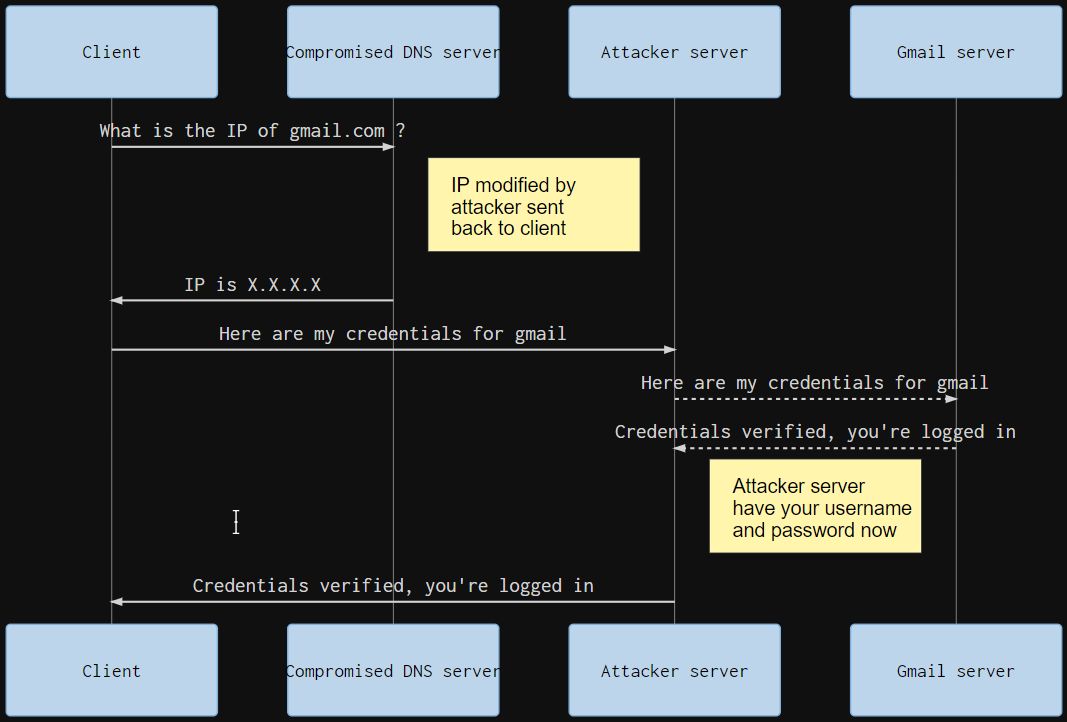 Client
Compromised DNS server
Attacker server
Gmail server
What is the IP of gmail.com ?
IP modified by
attacker sent
back to client
IP is X.X.X.X
Here are my credentials for gmail
Here are my credentials for gmail
Credentials verified, you're logged in
Attacker server
have your username
and password now
Credentials verified, you're logged in
Client
Compromised DNS server
Attacker server
Gmail server